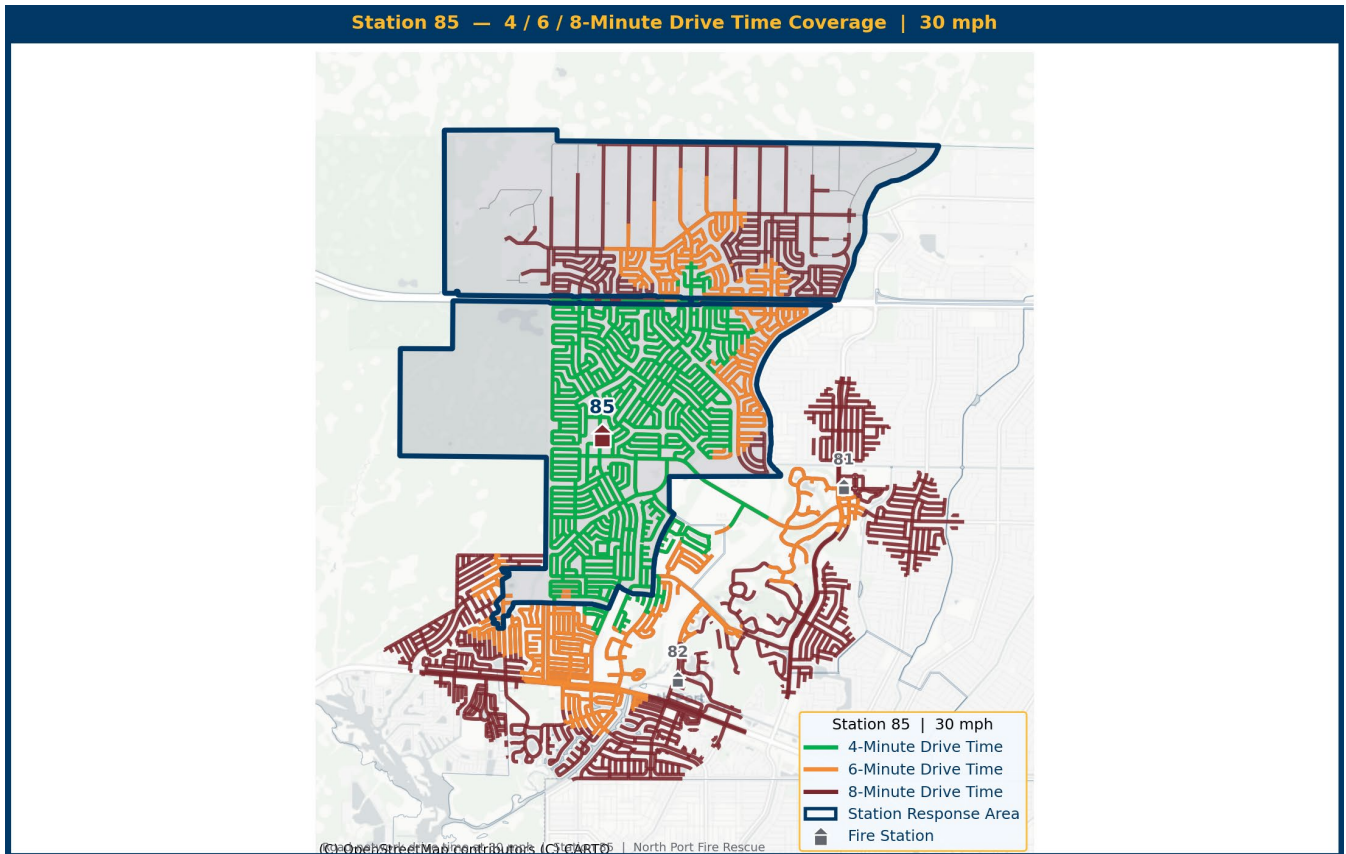 Station 85 — 4 / 6 / 8-Minute Drive Time Coverage | 30 mph
85
81
82
Station 85 | 30 mph
4-Minute Drive Time
6-Minute Drive Time
8-Minute Drive Time
Station Response Area
Fire Station
(C) OpenStreetMap contributors (C) CARTO
| North Port Fire Rescue